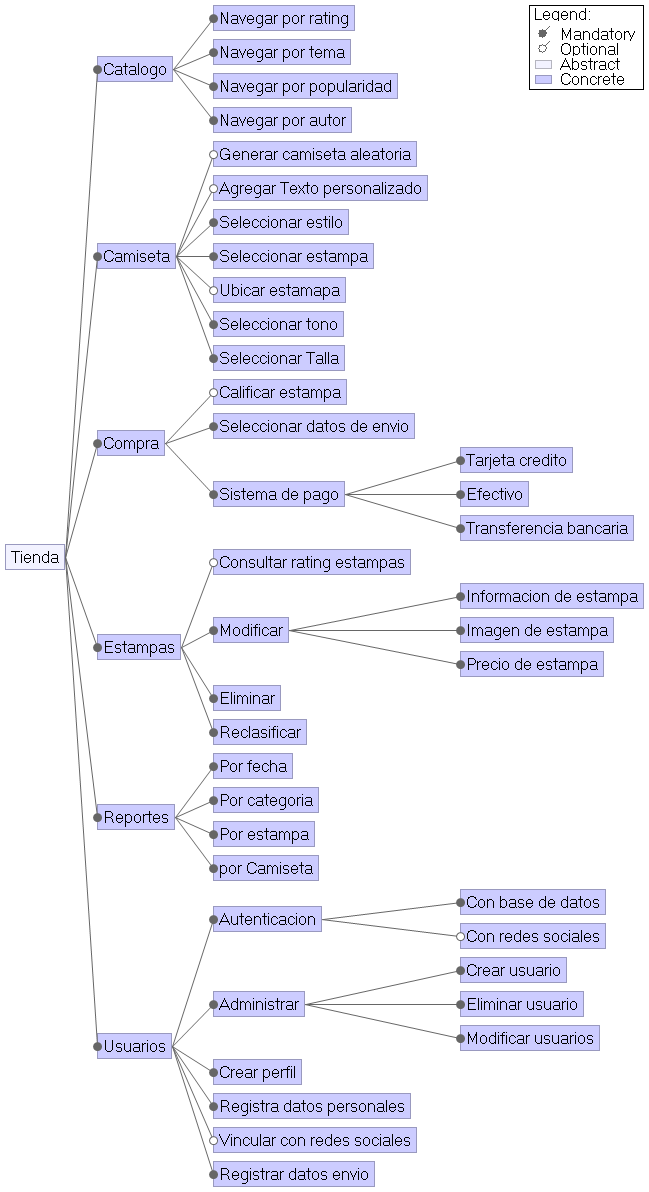 Legend:
Mandatory
Optional
Abstract
Concrete
Tienda
Catalogo
Navegar por rating
Navegar por tema
Navegar por popularidad
Navegar por autor
Camiseta
Generar camiseta aleatoria
Agregar Texto personalizado
Seleccionar estilo
Seleccionar estampa
Ubicar estamapa
Seleccionar tono
Seleccionar Talla
Compra
Calificar estampa
Seleccionar datos de envio
Sistema de pago
Tarjeta credito
Efectivo
Transferencia bancaria
Estampas
Consultar rating estampas
Modificar
Informacion de estampa
Imagen de estampa
Precio de estampa
Eliminar
Reclasificar
Reportes
Por fecha
Por categoria
Por estampa
por Camiseta
Usuarios
Autenticacion
Con base de datos
Con redes sociales
Administrar
Crear usuario
Eliminar usuario
Modificar usuarios
Crear perfil
Registra datos personales
Vincular con redes sociales
Registrar datos envio